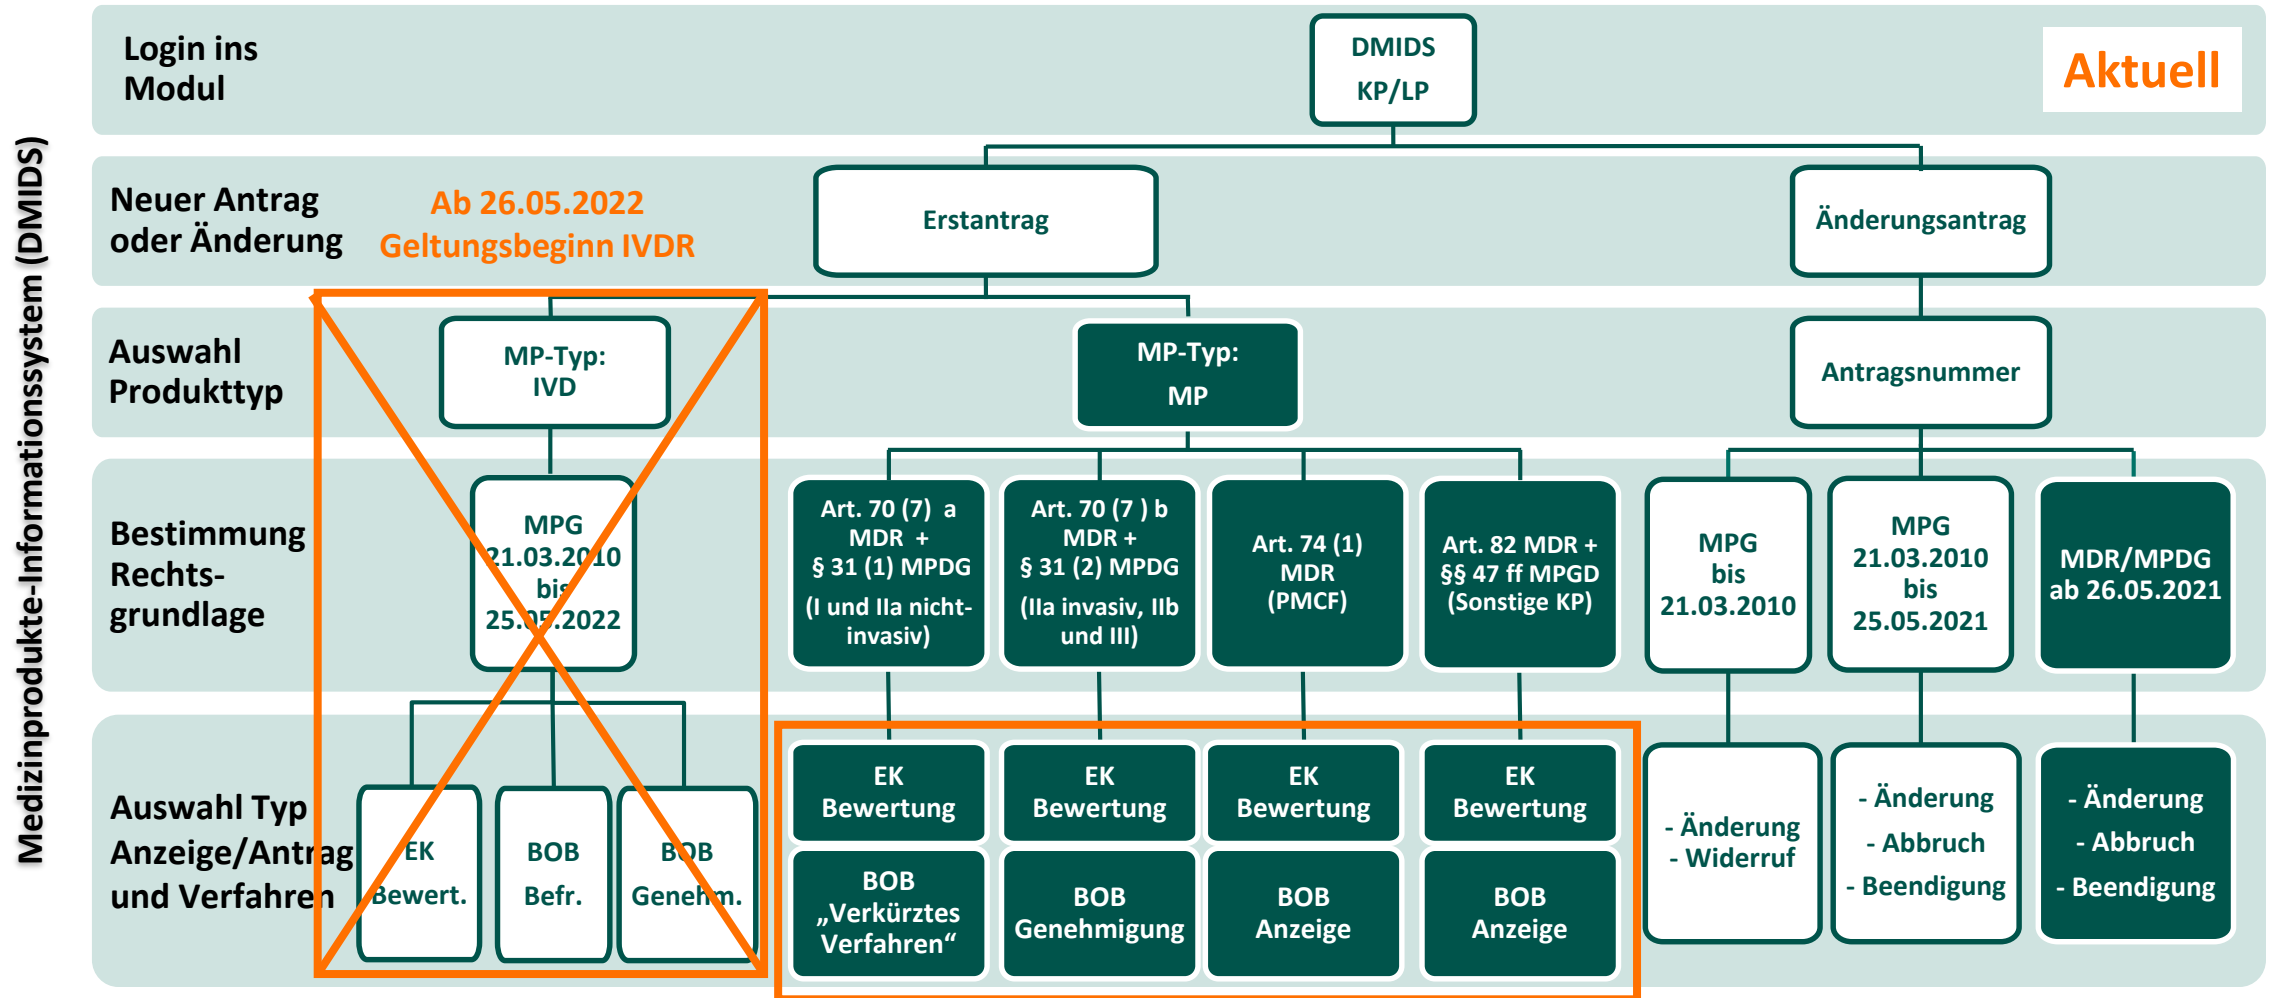 Medizinprodukte-Informationssystem (DMIDS)
Login ins
Modul
DMIDS
KP/LP
Aktuell
Neuer Antrag
oder Änderung
Ab 26.05.2022
Geltungsbeginn IVDR
Erstantrag
Änderungsantrag
Auswahl
Produkttyp
MP-Typ:
IVD
MP-Typ:
MP
Antragsnummer
Bestimmung
Rechts-
grundlage
MPG
21.03.2010
bis
25.05.2022
Art. 70 (7) a
MDR +
§ 31 (1) MPDG
(I und IIa nicht-
invasiv)
Art. 70 (7 ) b
MDR +
§ 31 (2) MPDG
(IIa invasiv, IIb
und III)
Art. 74 (1)
MDR
(PMCF)
Art. 82 MDR +
§§ 47 ff MPGD
(Sonstige KP)
MPG
bis
21.03.2010
MPG
21.03.2010
bis
25.05.2021
MDR/MPDG
ab 26.05.2021
Auswahl Typ
Anzeige/Antrag
und Verfahren
EK
Bewert.
BOB
Befr.
BOB
Genehm.
EK
Bewertung
EK
Bewertung
EK
Bewertung
EK
Bewertung
BOB
„Verkürztes
Verfahren“
BOB
Genehmigung
BOB
Anzeige
BOB
Anzeige
- Änderung
- Widerruf
- Änderung
- Abbruch
- Beendigung
- Änderung
- Abbruch
- Beendigung